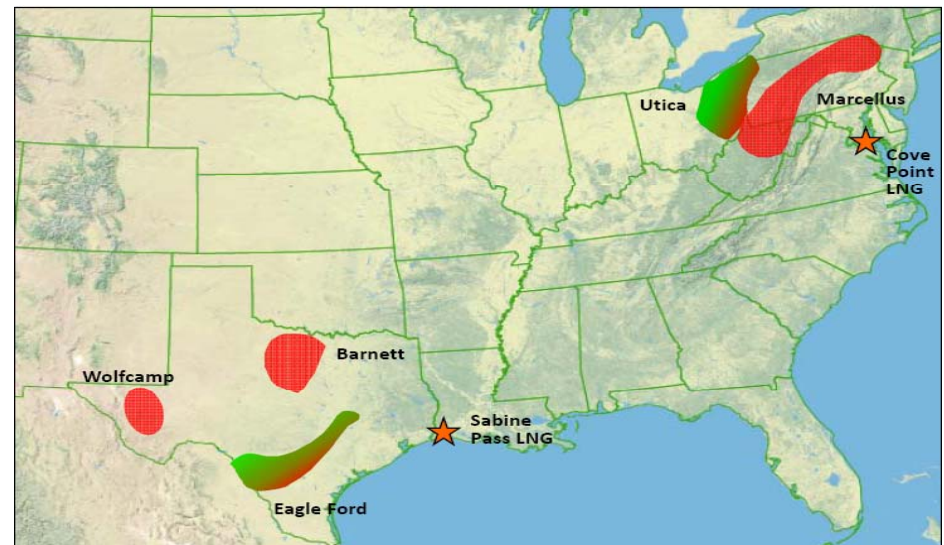 Utica
Marcellus
Cove
Point
LNG
Barnett
Wolfcamp
Sabine
Pass LNG
Eagle Ford